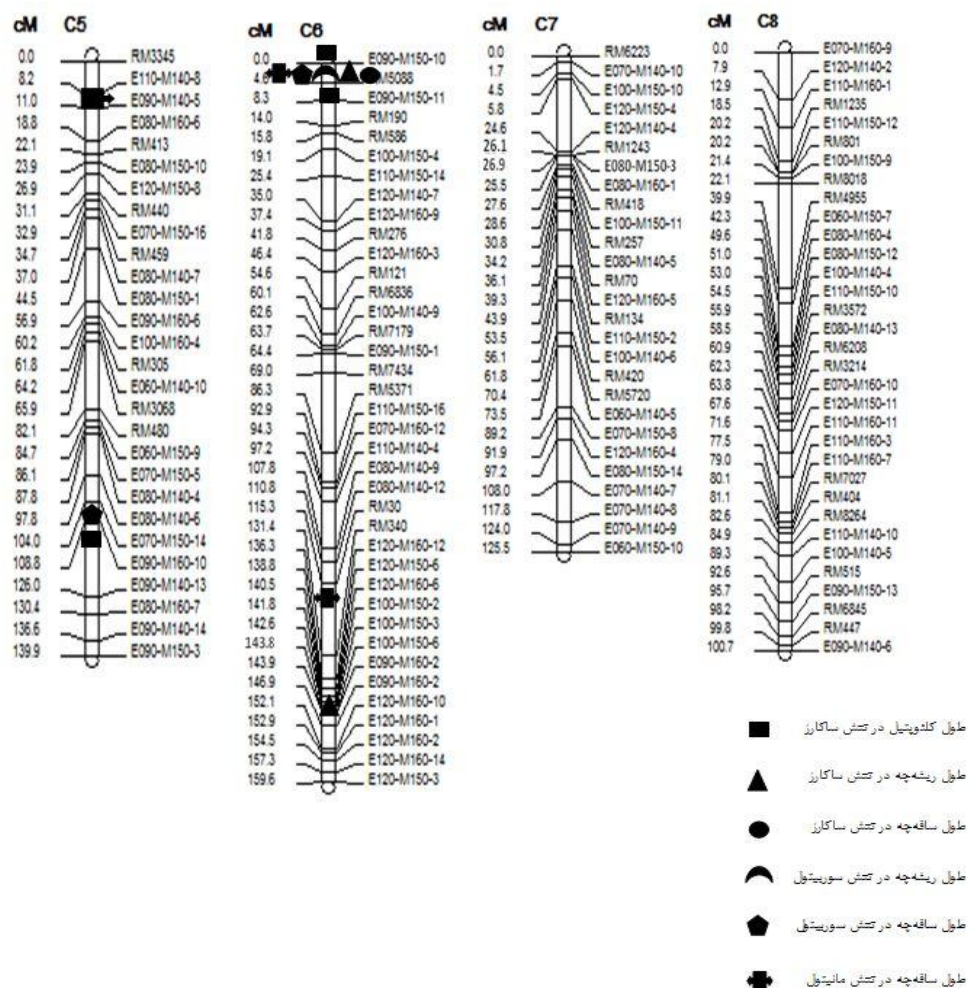 cM C5
0.0 RM3345
8.2 E110-M140-8
11.0 E090-M140-5
18.8 E080-M160-6
22.1 RM413
23.9 E080-M150-10
26.9 E120-M150-8
31.1 RM440
32.9 E070-M150-16
34.7 RM459
37.0 E080-M140-7
44.5 E080-M150-1
56.9 E090-M160-6
60.2 E100-M160-4
61.8 RM305
64.2 E060-M140-10
65.9 RM3068
82.1 RM480
84.7 E060-M150-9
86.1 E070-M150-5
87.8 E080-M140-4
97.8 E080-M140-6
104.0 E070-M150-14
108.8 E090-M160-10
126.0 E090-M140-13
130.4 E080-M160-7
136.6 E090-M140-14
139.9 E090-M150-3
cM C6
0.0 E090-M150-10
4.6 M5088
8.3 E090-M150-11
14.0 RM190
15.8 RM586
19.1 E100-M150-4
25.4 E110-M150-14
35.0 E120-M140-7
37.4 E120-M160-9
41.8 RM276
46.4 E120-M160-3
54.6 RM121
60.1 RM6836
62.6 E100-M140-9
63.7 RM7179
64.4 E090-M150-1
69.0 RM7434
86.3 RM5371
92.9 E110-M150-16
94.3 E070-M160-12
97.2 E110-M140-4
107.8 E080-M140-9
110.8 E080-M140-12
115.3 RM30
131.4 RM340
136.3 E120-M160-12
138.8 E120-M150-6
140.5 E120-M160-6
141.8 E100-M150-2
142.6 E100-M150-3
143.8 E100-M150-6
143.9 E090-M160-2
146.9 E090-M160-2
152.1 E120-M160-10
152.9 E120-M160-1
154.5 E120-M160-2
157.3 E120-M160-14
159.6 E120-M150-3
cM C7
0.0 RM6223
1.7 E070-M140-10
4.5 E100-M150-10
5.8 E120-M150-4
24.6 E120-M140-4
26.1 RM1243
26.9 E080-M150-3
25.5 E080-M160-1
27.6 RM418
28.6 E100-M150-11
30.8 RM257
34.2 E080-M140-5
36.1 RM70
39.3 E120-M160-5
43.9 RM134
53.5 E110-M150-2
56.1 E100-M140-6
61.8 RM420
70.4 RM5720
73.5 E060-M140-5
89.2 E070-M150-8
91.9 E120-M160-4
97.2 E080-M150-14
108.0 E070-M140-7
117.8 E070-M140-8
124.0 E070-M140-9
125.5 E060-M150-10
cM C8
0.0 E070-M160-9
7.9 E120-M140-2
12.9 E110-M160-1
18.5 RM1235
20.2 E110-M150-12
20.2 RM801
21.4 E100-M150-9
22.1 RM8018
39.9 RM4955
42.3 E060-M150-7
49.6 E080-M160-4
51.0 E080-M150-12
53.0 E100-M140-4
54.5 E110-M150-10
55.9 RM3572
58.5 E080-M140-13
60.9 RM6208
62.3 RM3214
63.8 E070-M160-10
67.6 E120-M150-11
71.6 E110-M160-11
77.5 E110-M160-3
79.0 E110-M160-7
80.1 RM7027
81.1 RM404
82.6 RM8264
84.9 E110-M140-10
89.3 E100-M140-5
92.6 RM515
95.7 E090-M150-13
98.2 RM6845
99.8 RM447
100.7 E090-M140-6
طول کلئوپتیل در تنش ساکارز
طول ریشه‌چه در تنش ساکارز
طول ساقه‌چه در تنش ساکارز
طول ریشه‌چه در تنش سوربیتول
طول ساقه‌چه در تنش سوربیتول
طول ساقه‌چه در تنش مانیتول